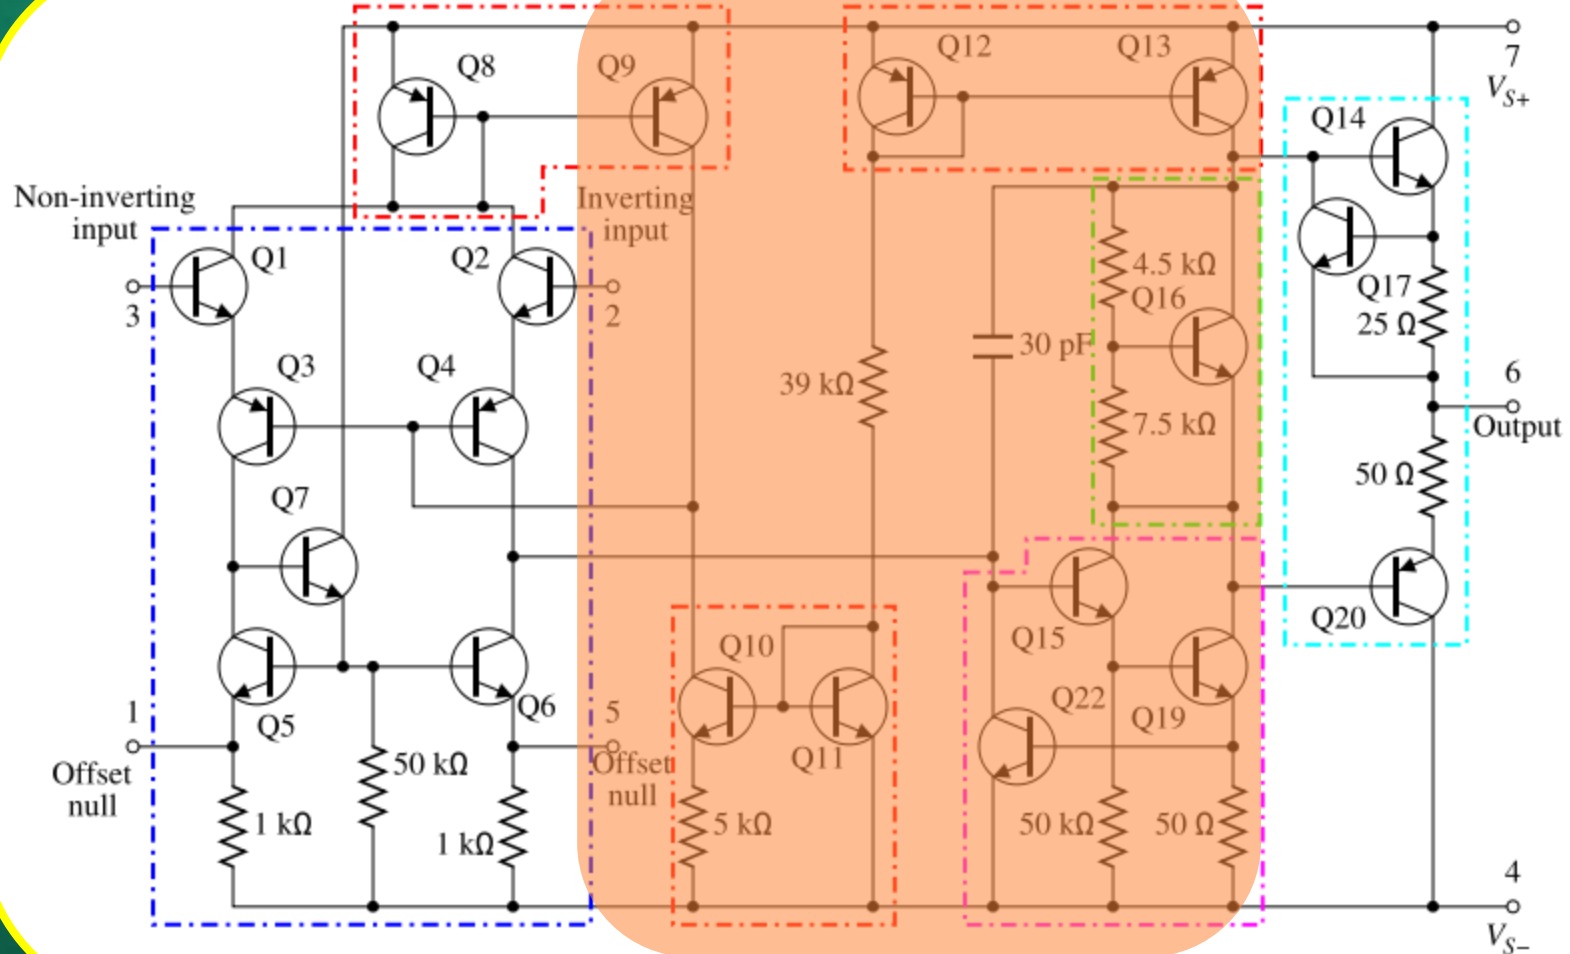 Q12
Q13
7
V_{S+}
Q8
Q9
Q14
Non-inverting
input
Inverting
input
Q1
Q2
3
2
4.5 kΩ
Q16
Q17
25 Ω
30 pF
Q3
Q4
39 kΩ
7.5 kΩ
6
Output
50 Ω
Q7
Q15
Q20
Q10
Q22
Q19
1
Q5
Q6
5
Offset
null
Offset
null
Q11
50 kΩ
1 kΩ
1 kΩ
5 kΩ
50 kΩ
50 Ω
4
V_{S−}